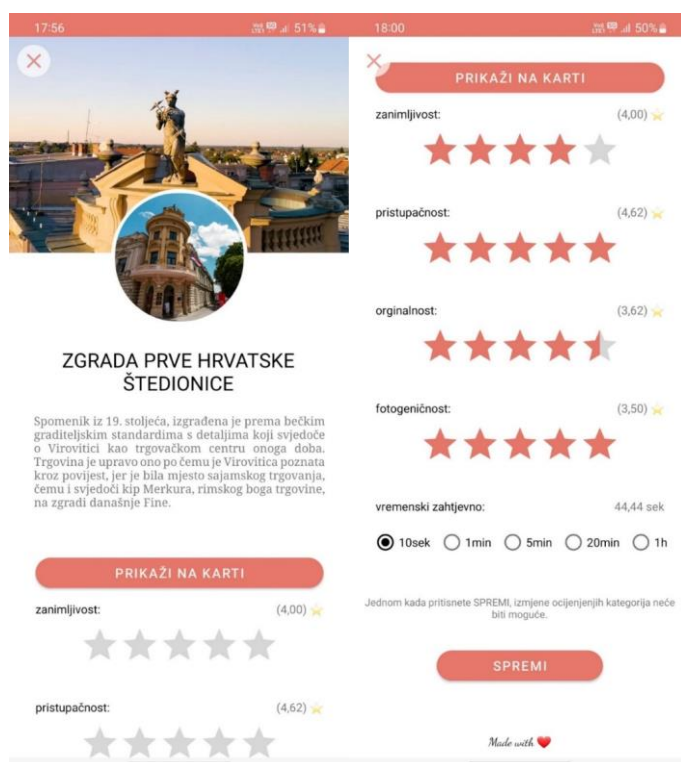 17:56
51%
ZGRADA PRVE HRVATSKE
ŠTEDIONICE
Spomenik iz 19. stoljeća, izgrađena je prema bečkim
graditeljskim standardima s detaljima koji svjedoče
o Virovitici kao trgovačkom centru onoga doba.
Trgovina je upravo ono po čemu je Virovitica poznata
kroz povijest, jer je bila mjesto sajamskog trgovanja,
čemu i svjedoči kip Merkura, rimskog boga trgovine,
na zgradi današnje Fine.
PRIKAŽI NA KARTI
zanimljivost: (4,00)
pristupačnost: (4,62)
18:00
50%
PRIKAŽI NA KARTI
zanimljivost: (4,00)
pristupačnost: (4,62)
orginalnost: (3,62)
fotogeničnost: (3,50)
vremenski zahtjevno: 44,44 sek
10sek 1min 5min 20min 1h
Jednom kada pritisnete SPREMI, izmjene ocijenjenjih kategorija neće
biti moguće.
SPREMI
Made with